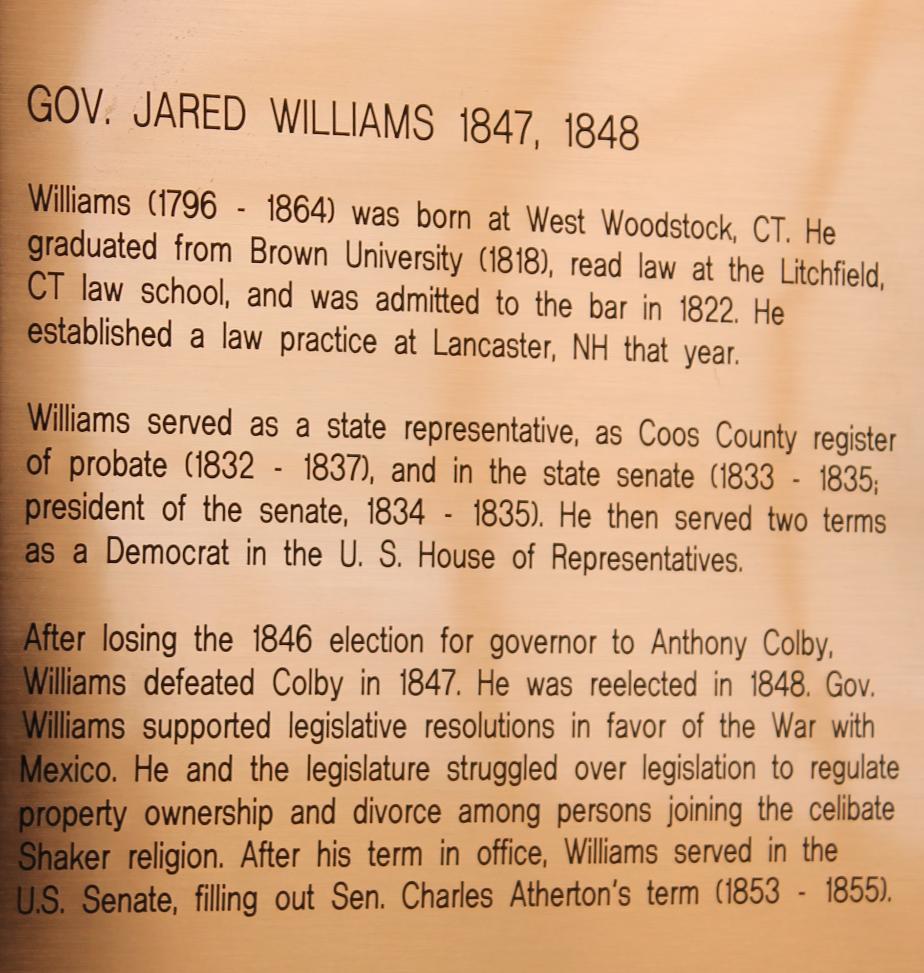 GOV. JARED WILLIAMS 1847, 1848
Williams (1796 - 1864) was born at West Woodstock, CT. He
graduated from Brown University (1818), read law at the Litchfield,
CT law school, and was admitted to the bar in 1822. He
established a law practice at Lancaster, NH that year.
Williams served as a state representative, as Coos County register
of probate (1832 - 1837), and in the state senate (1833 - 1835;
president of the senate, 1834 - 1835). He then served two terms
as a Democrat in the U. S. House of Representatives.
After losing the 1846 election for governor to Anthony Colby,
Williams defeated Colby in 1847. He was reelected in 1848. Gov.
Williams supported legislative resolutions in favor of the War with
Mexico. He and the legislature struggled over legislation to regulate
property ownership and divorce among persons joining the celibate
Shaker religion. After his term in office, Williams served in the
U.S. Senate, filling out Sen. Charles Atherton's term (1853 - 1855).